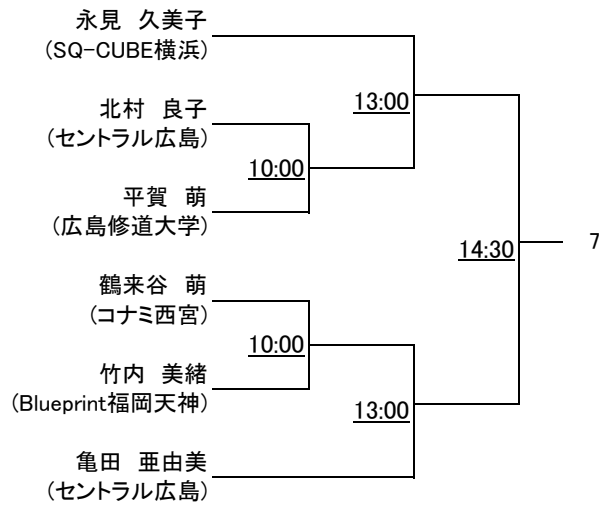 永見　久美子
(SQ-CUBE横浜)
13:00
北村　良子
(セントラル広島)
10:00
平賀　萌
(広島修道大学)
14:30
7
鶴来谷　萌
(コナミ西宮)
10:00
竹内　美緒
(Blueprint福岡天神)
13:00
亀田　亜由美
(セントラル広島)